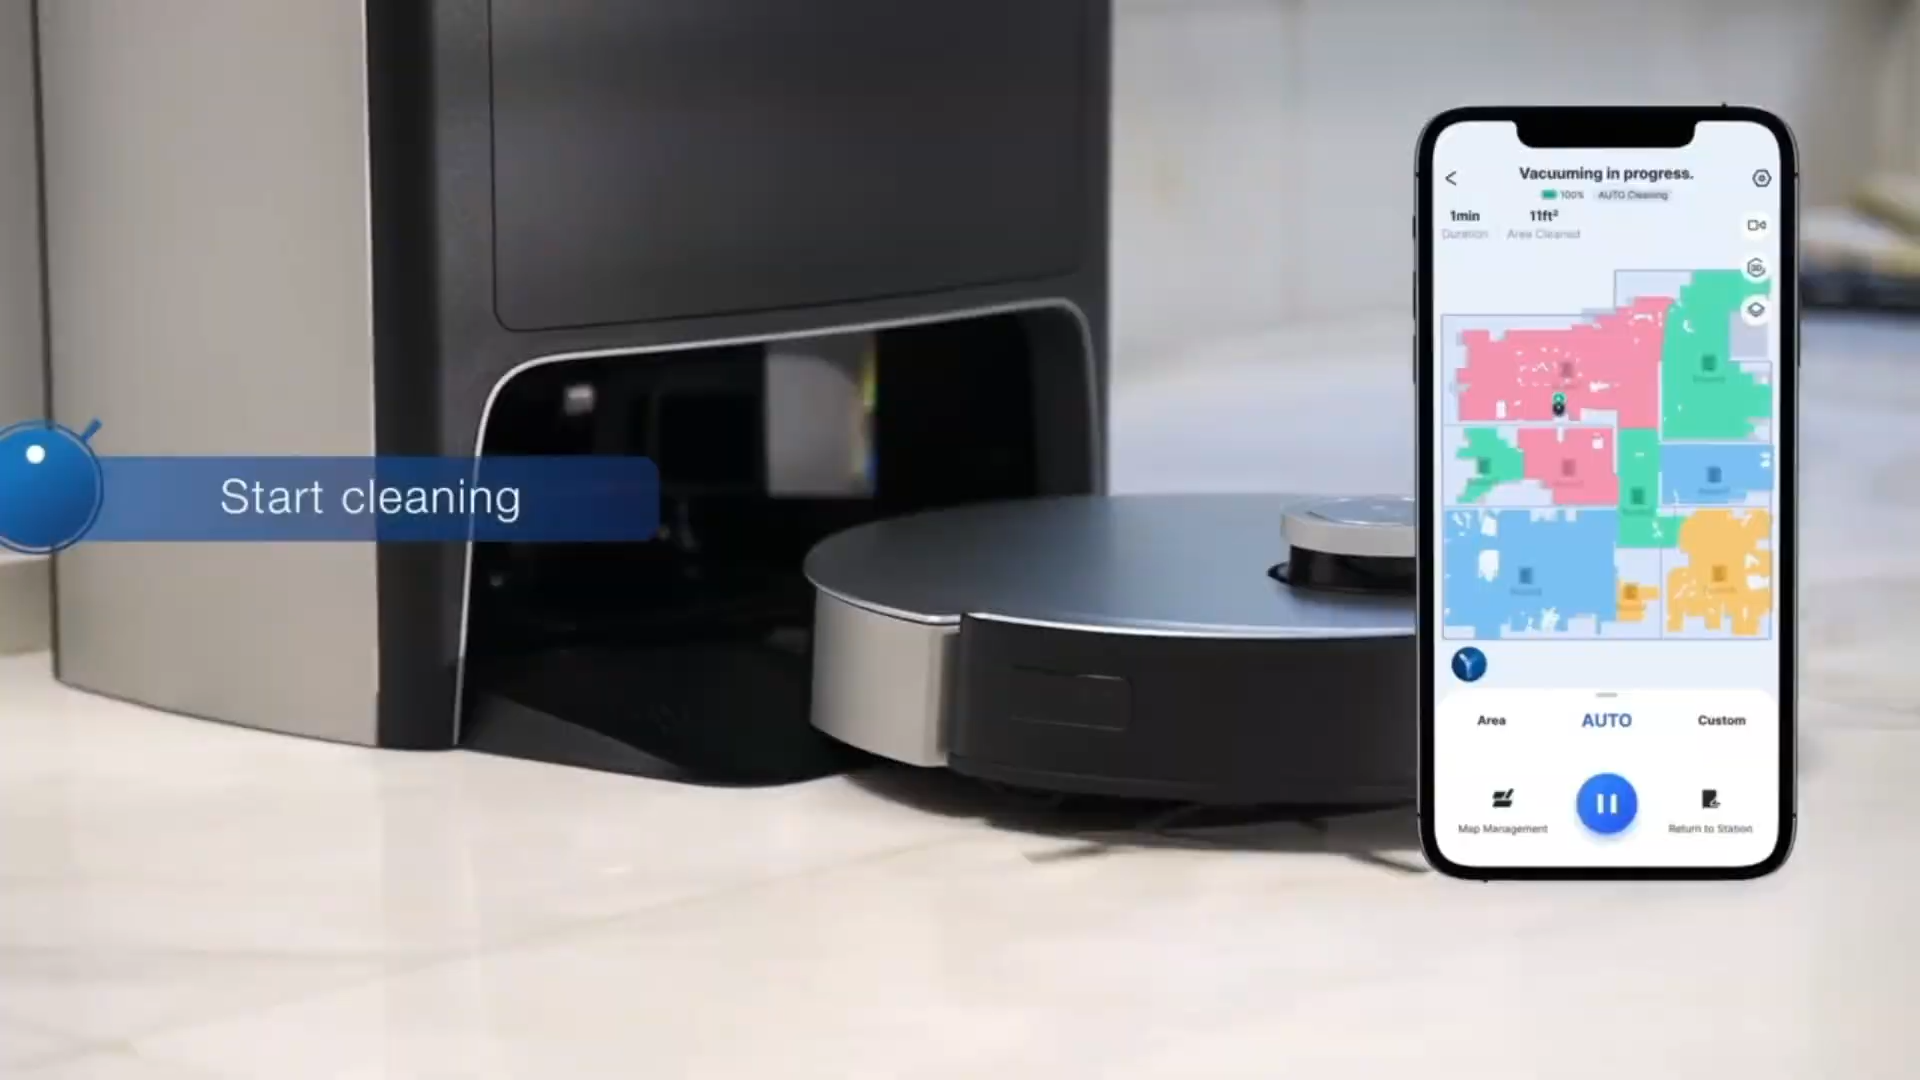 Start cleaning
Vacuuming in progress.
100% AUTO Cleaning
1min 11ft²
Duration Area Cleaned
3D
Area AUTO Custom
Map Management Return to Station